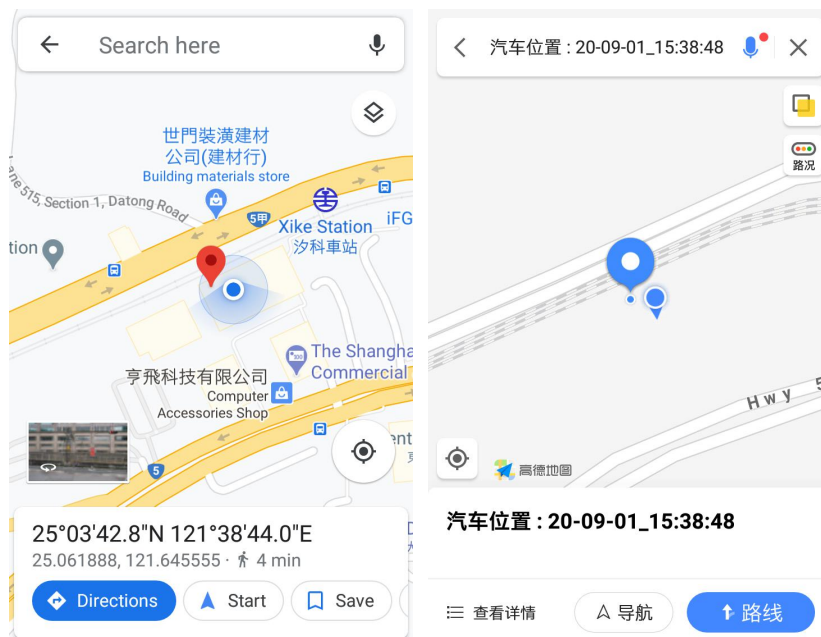 Search here
世門裝潢建材
公司(建材行)
Building materials store
ne 515, Section 1, Datong Road
5甲
iFG
Xike Station
汐科車站
tion
The Shangha
Commercial
亨飛科技有限公司
Computer
Accessories Shop
ent
5
25°03'42.8"N 121°38'44.0"E
25.061888, 121.645555 · 4 min
Directions
Start
Save
汽车位置 : 20-09-01_15:38:48
路况
Hwy 5
高德地图
汽车位置 : 20-09-01_15:38:48
查看详情
导航
路线